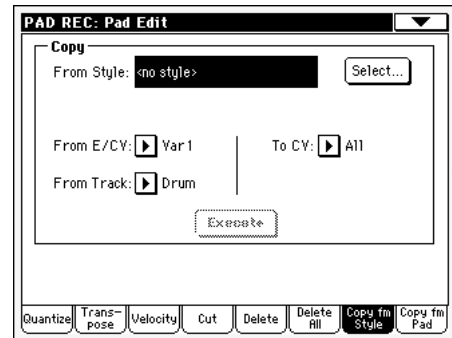 PAD REC: Pad Edit
Copy
From Style: <no style> Select...
From E/CV: Var1 To CV: All
From Track: Drum
Execute
Quantize Trans-pose Velocity Cut Delete Delete All Copy fm Style Copy fm Pad